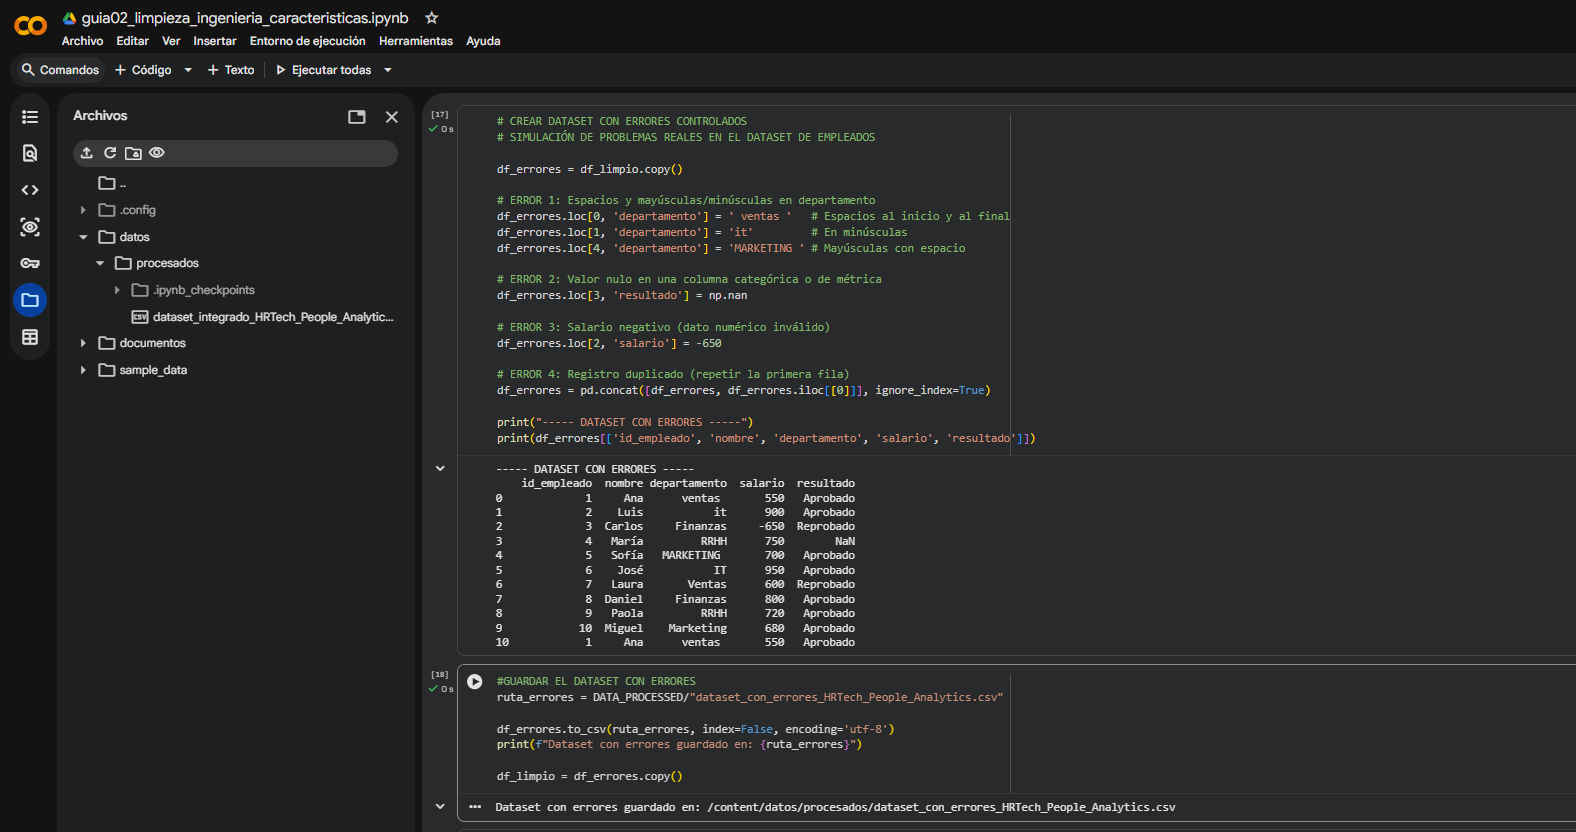 guia02_limpieza_ingenieria_caracteristicas.ipynb
Archivo Editar Ver Insertar Entorno de ejecución Herramientas Ayuda
Comandos + Código + Texto Ejecutar todas
Archivos
..
.config
datos
procesados
.ipynb_checkpoints
dataset_integrado_HRTech_People_Analytic...
documentos
sample_data
[17]
0 s
# CREAR DATASET CON ERRORES CONTROLADOS
# SIMULACIÓN DE PROBLEMAS REALES EN EL DATASET DE EMPLEADOS
df_errores = df_limpio.copy()
# ERROR 1: Espacios y mayúsculas/minúsculas en departamento
df_errores.loc[0, 'departamento'] = ' ventas '   # Espacios al inicio y al final
df_errores.loc[1, 'departamento'] = 'it'         # En minúsculas
df_errores.loc[4, 'departamento'] = 'MARKETING ' # Mayúsculas con espacio
# ERROR 2: Valor nulo en una columna categórica o de métrica
df_errores.loc[3, 'resultado'] = np.nan
# ERROR 3: Salario negativo (dato numérico inválido)
df_errores.loc[2, 'salario'] = -650
# ERROR 4: Registro duplicado (repetir la primera fila)
df_errores = pd.concat([df_errores, df_errores.iloc[[0]]], ignore_index=True)
print("----- DATASET CON ERRORES -----")
print(df_errores[['id_empleado', 'nombre', 'departamento', 'salario', 'resultado']])
----- DATASET CON ERRORES -----
id_empleado nombre departamento salario resultado
0 1 Ana ventas 550 Aprobado
1 2 Luis it 900 Aprobado
2 3 Carlos Finanzas -650 Reprobado
3 4 María RRHH 750 NaN
4 5 Sofía MARKETING 700 Aprobado
5 6 José IT 950 Aprobado
6 7 Laura Ventas 600 Reprobado
7 8 Daniel Finanzas 800 Aprobado
8 9 Paola RRHH 720 Aprobado
9 10 Miguel Marketing 680 Aprobado
10 1 Ana ventas 550 Aprobado
[18]
0 s
#GUARDAR EL DATASET CON ERRORES
ruta_errores = DATA_PROCESSED/"dataset_con_errores_HRTech_People_Analytics.csv"
df_errores.to_csv(ruta_errores, index=False, encoding='utf-8')
print(f"Dataset con errores guardado en: {ruta_errores}")
df_limpio = df_errores.copy()
Dataset con errores guardado en: /content/datos/procesados/dataset_con_errores_HRTech_People_Analytics.csv